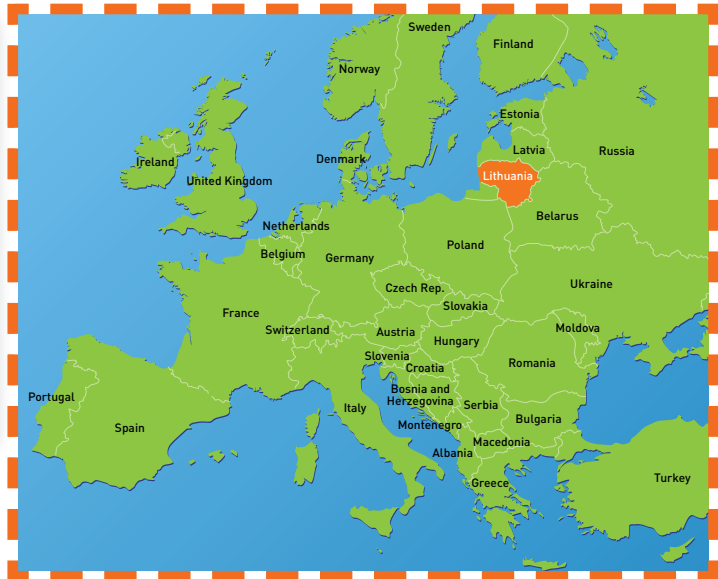 Sweden
Finland
Norway
Estonia
Latvia
Russia
Denmark
Ireland
Lithuania
United Kingdom
Belarus
Netherlands
Poland
Belgium
Germany
Ukraine
Czech Rep.
Slovakia
France
Switzerland
Moldova
Austria
Hungary
Slovenia
Romania
Croatia
Bosnia and
Herzegovina
Portugal
Serbia
Italy
Bulgaria
Spain
Montenegro
Macedonia
Albania
Turkey
Greece